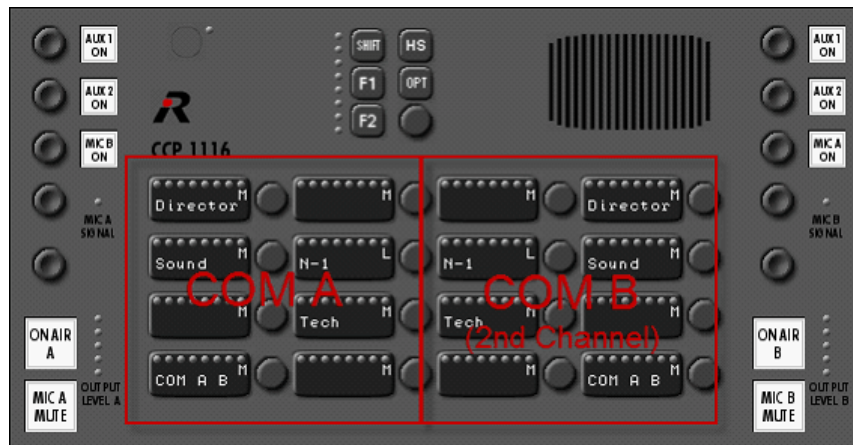 AUX 1
ON
SHIFT
HS
AUX 1
ON
AUX 2
ON
F1
OPT
AUX 2
ON
R
F2
MIC B
ON
CCP 1116
MIC A
ON
Director M
M
M
Director M
MIC A
SIGNAL
MIC B
SIGNAL
Sound M
N-1 L
N-1 L
Sound M
COM A
COM B
M
Tech M
Tech M
M
(2nd Channel)
ON AIR
A
ON AIR
B
COM A B M
M
M
COM A B M
OUTPUT
LEVEL A
OUTPUT
LEVEL B
MIC A
MUTE
MIC B
MUTE